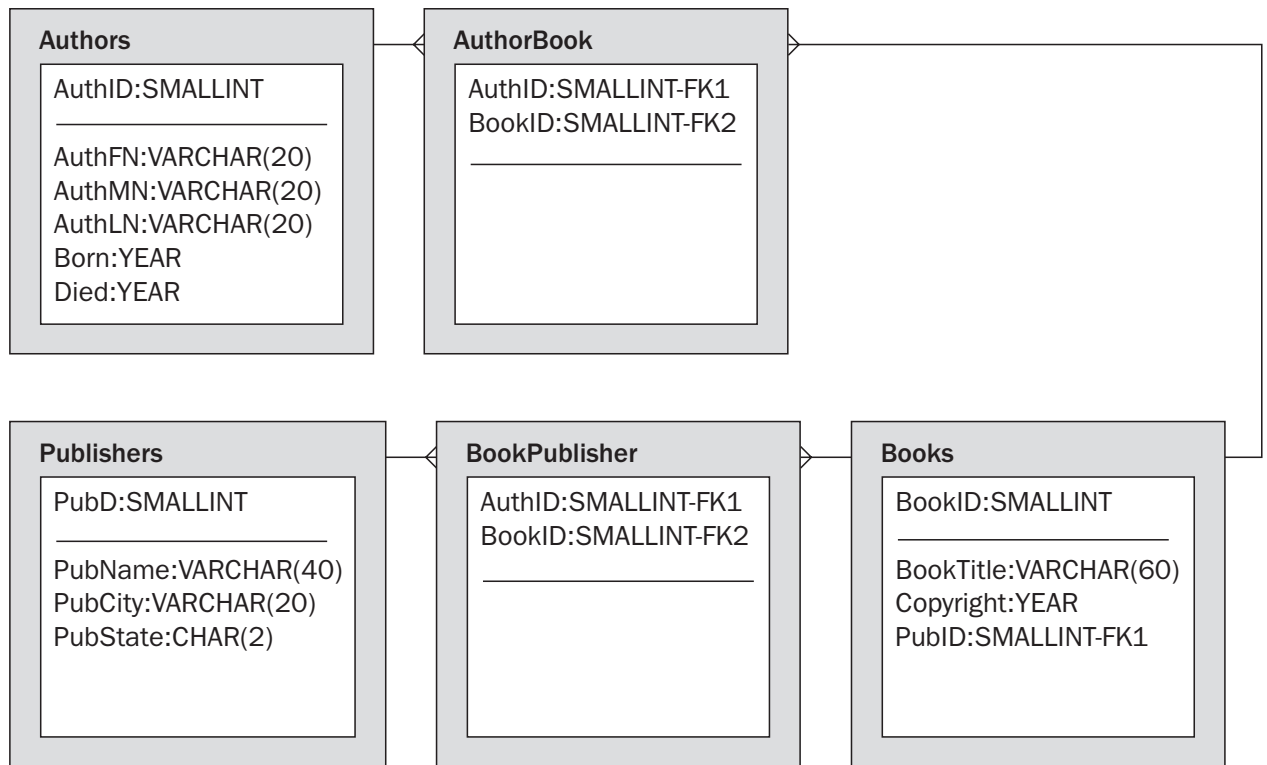 Authors
AuthID:SMALLINT
AuthFN:VARCHAR(20)
AuthMN:VARCHAR(20)
AuthLN:VARCHAR(20)
Born:YEAR
Died:YEAR
AuthorBook
AuthID:SMALLINT-FK1
BookID:SMALLINT-FK2
Publishers
PubD:SMALLINT
PubName:VARCHAR(40)
PubCity:VARCHAR(20)
PubState:CHAR(2)
BookPublisher
AuthID:SMALLINT-FK1
BookID:SMALLINT-FK2
Books
BookID:SMALLINT
BookTitle:VARCHAR(60)
Copyright:YEAR
PubID:SMALLINT-FK1